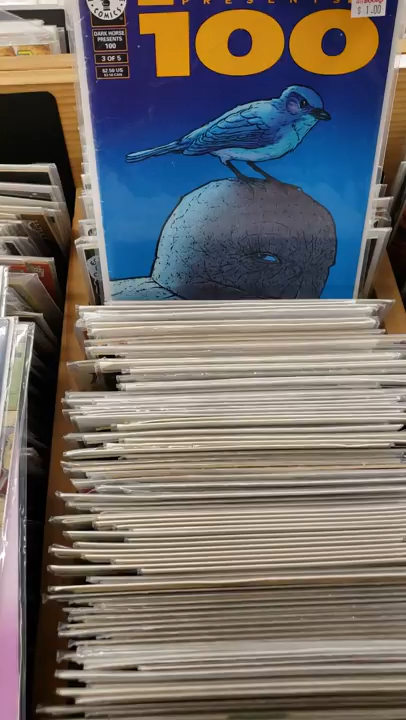 PRESENTS
$ 1.00
COMICS
100
DARK HORSE
PRESENTS
100
3 OF 5
$2.50 US